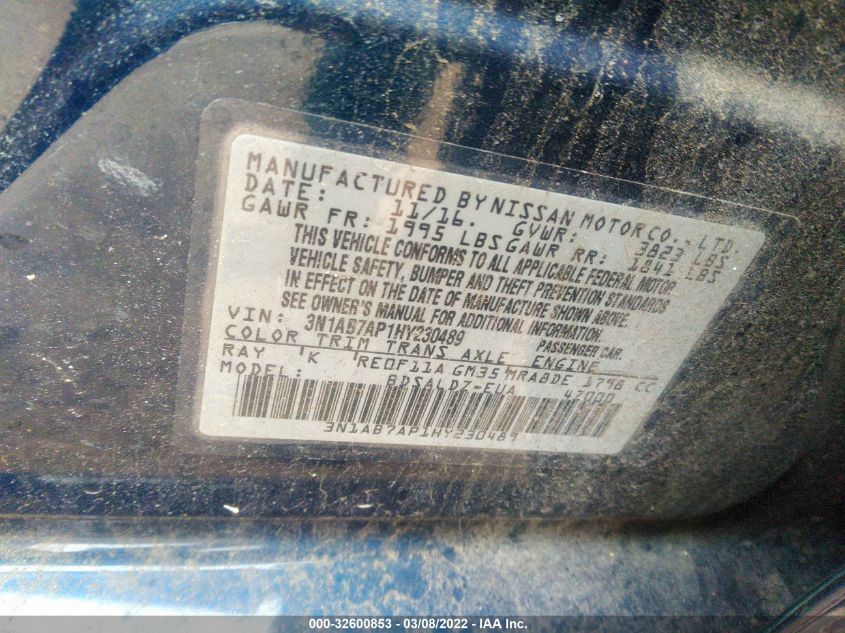 MANUFACTURED BY NISSAN MOTOR CO., LTD.
DATE: 11/16. GVWR: 3823 LBS
GAWR FR: 1995 LBS GAWR RR: 1841 LBS
THIS VEHICLE CONFORMS TO ALL APPLICABLE FEDERAL MOTOR
VEHICLE SAFETY, BUMPER AND THEFT PREVENTION STANDARDS
IN EFFECT ON THE DATE OF MANUFACTURE SHOWN ABOVE.
SEE OWNER'S MANUAL FOR ADDITIONAL INFORMATION.
VIN: 3N1AB7AP1HY230489 PASSENGER CAR.
COLOR TRIM TRANS AXLE ENGINE
RAY K RE0F11A GM35 MRA8DE 1798 CC
MODEL: BDSALDZ-EUA 47000
3N1AB7AP1HY230489
000-32600853 - 03/08/2022 - IAA Inc.